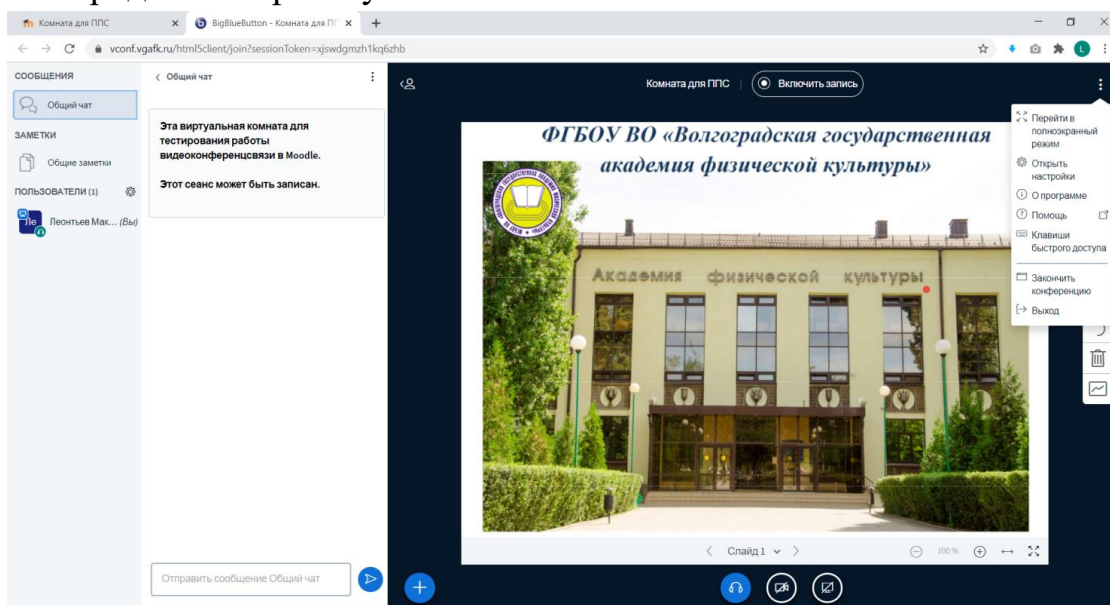 Комната для ППС
BigBlueButton - Комната для ПП
vconf.vgafk.ru/html5client/join?sessionToken=xjswdgmzh1kq6zhb
L
СООБЩЕНИЯ
Общий чат
ЗАМЕТКИ
Общие заметки
ПОЛЬЗОВАТЕЛИ (1)
Ле
Леонтьев Мак... (Вы)
Общий чат
Эта виртуальная комната для
тестирования работы
видеоконференцсвязи в Moodle.
Этот сеанс может быть записан.
Отправить сообщение Общий чат
Комната для ППС
Включить запись
ФГБОУ ВО «Волгоградская государственная
академия физической культуры»
Академия физической культуры
Слайд 1
100 %
Перейти в
полноэкранный
режим
Открыть
настройки
О программе
Помощь
Клавиши
быстрого доступа
Закончить
конференцию
Выход